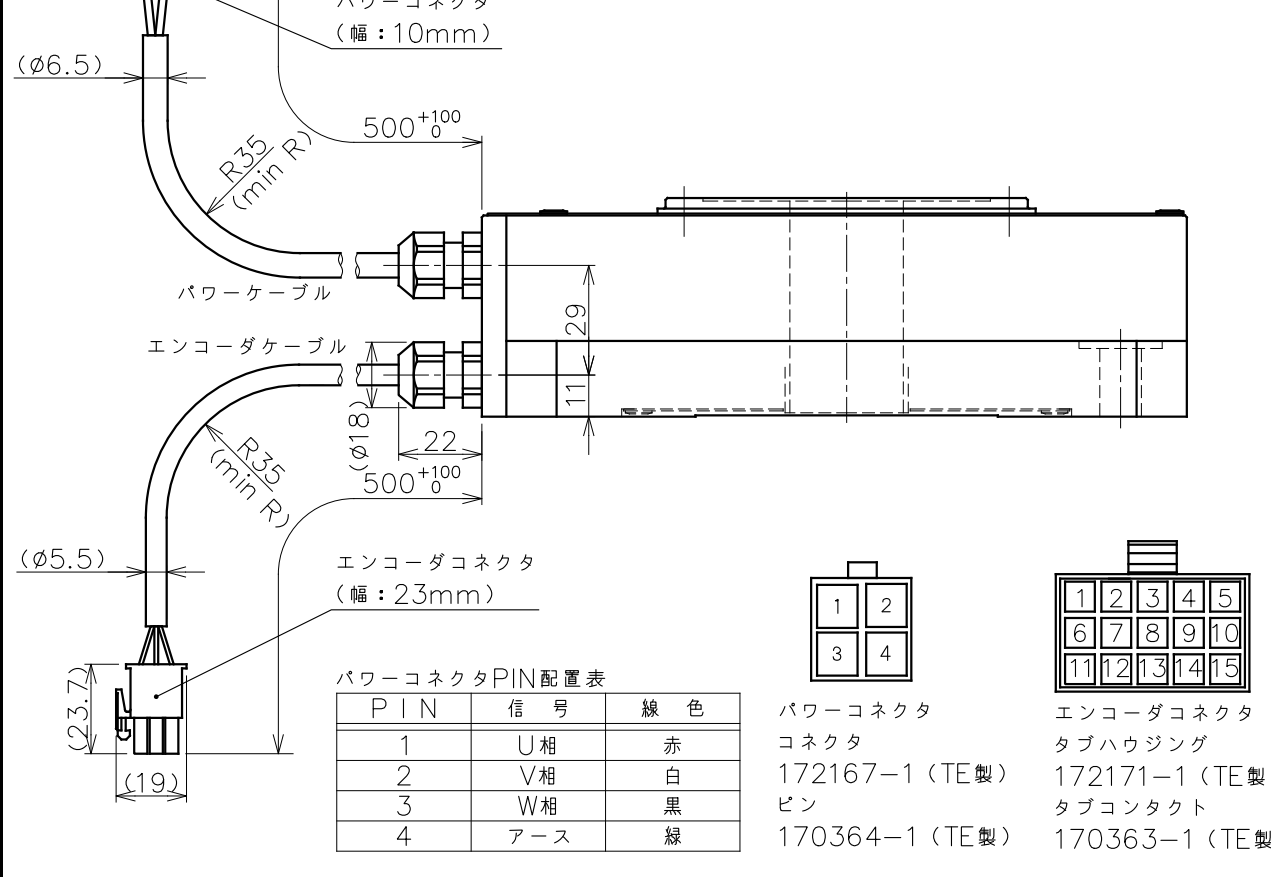 パワーコネクタ
(幅：10mm)
(φ6.5)
500 +100 0
R35
(min R)
パワーケーブル
エンコーダケーブル
29
11
(φ18)
22
R35
(min R)
500 +100 0
(φ5.5)
エンコーダコネクタ
(幅：23mm)
(23.7)
(19)
パワーコネクタPIN配置表
PIN 信号 線色
1 U相 赤
2 V相 白
3 W相 黒
4 アース 緑
1 2
3 4
パワーコネクタ
コネクタ
172167-1 (TE製)
ピン
170364-1 (TE製)
1 2 3 4 5
6 7 8 9 10
11 12 13 14 15
エンコーダコネクタ
タブハウジング
172171-1 (TE製
タブコンタクト
170363-1 (TE製